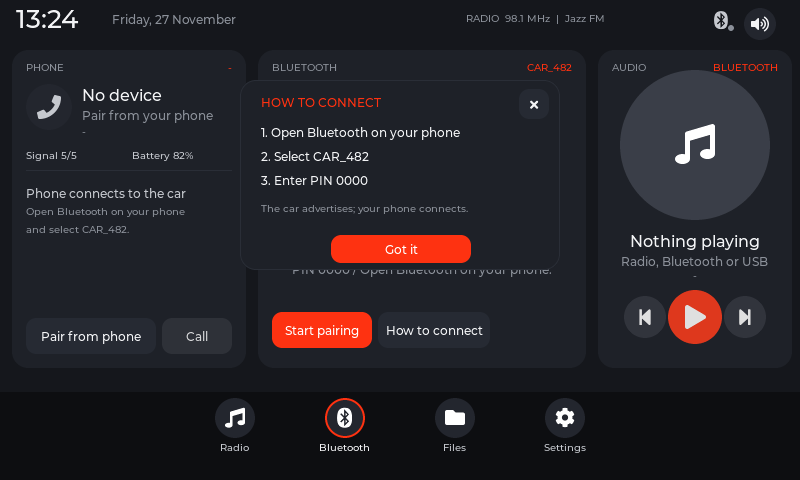 13:24
Friday, 27 November
RADIO 98.1 MHz | Jazz FM
PHONE
-
No device
Pair from your phone
-
Signal 5/5
Battery 82%
Phone connects to the car
Open Bluetooth on your phone
and select CAR_482.
Pair from phone
Call
BLUETOOTH
CAR_482
HOW TO CONNECT
1. Open Bluetooth on your phone
2. Select CAR_482
3. Enter PIN 0000
The car advertises; your phone connects.
Got it
PIN 0000 / Open Bluetooth on your phone.
Start pairing
How to connect
AUDIO
BLUETOOTH
Nothing playing
Radio, Bluetooth or USB
-
Radio
Bluetooth
Files
Settings